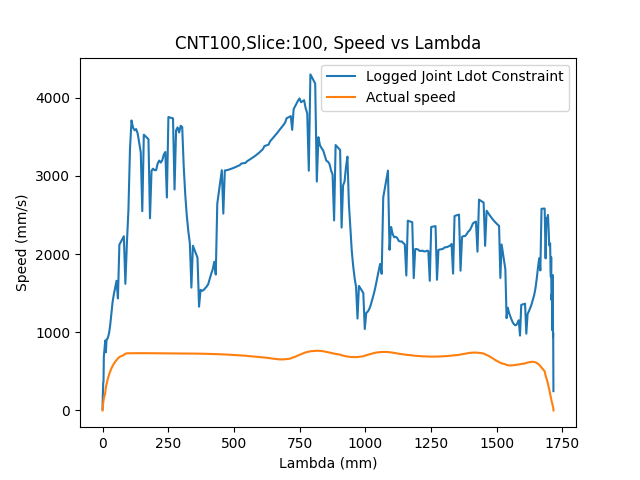 CNT100,Slice:100, Speed vs Lambda
Logged Joint Ldot Constraint
Actual speed
4000
3000
2000
1000
0
Speed (mm/s)
0 250 500 750 1000 1250 1500 1750
Lambda (mm)